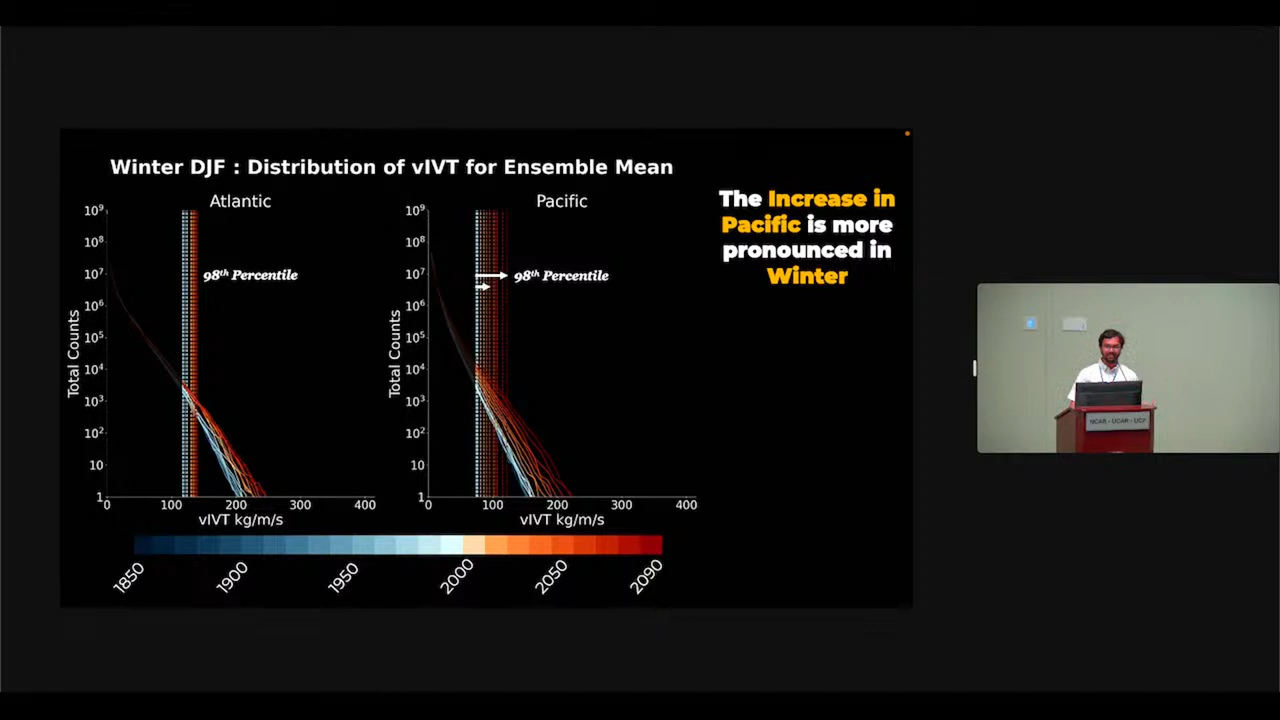 Winter DJF : Distribution of vIVT for Ensemble Mean
Atlantic
Pacific
The Increase in
Pacific is more
pronounced in
Winter
10⁹
10⁸
10⁷
10⁶
10⁵
10⁴
10³
10²
10
1
Total Counts
98th Percentile
0
100
200
300
400
vIVT kg/m/s
10⁹
10⁸
10⁷
10⁶
10⁵
10⁴
10³
10²
10
1
Total Counts
98th Percentile
0
100
200
300
400
vIVT kg/m/s
1850
1900
1950
2000
2050
2090
NCAR - UCAR - UCP